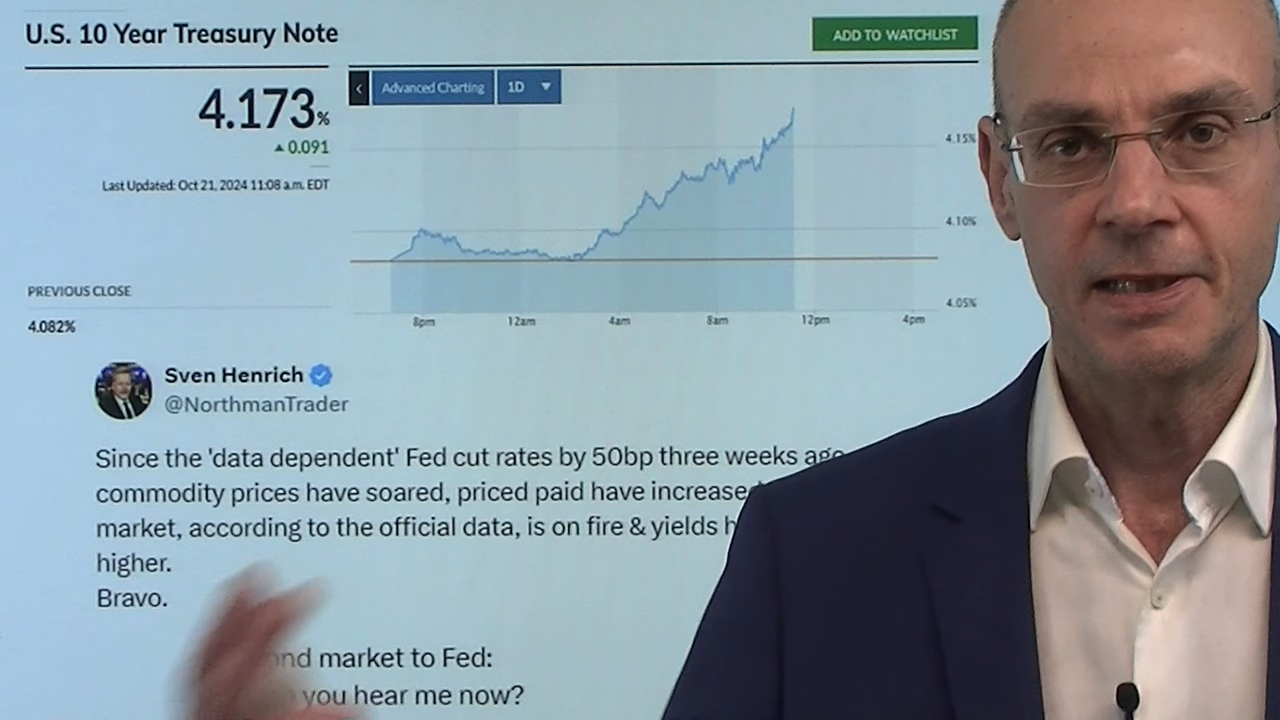 U.S. 10 Year Treasury Note
ADD TO WATCHLIST
4.173%
▲0.091
Last Updated: Oct 21, 2024 11:08 a.m. EDT
PREVIOUS CLOSE
4.082%
< Advanced Charting 1D ▼
4.15%
4.10%
4.05%
8pm 12am 4am 8am 12pm 4pm
Sven Henrich
@NorthmanTrader
Since the 'data dependent' Fed cut rates by 50bp three weeks ago
commodity prices have soared, priced paid have increased
market, according to the official data, is on fire & yields
higher.
Bravo.
market to Fed:
you hear me now?